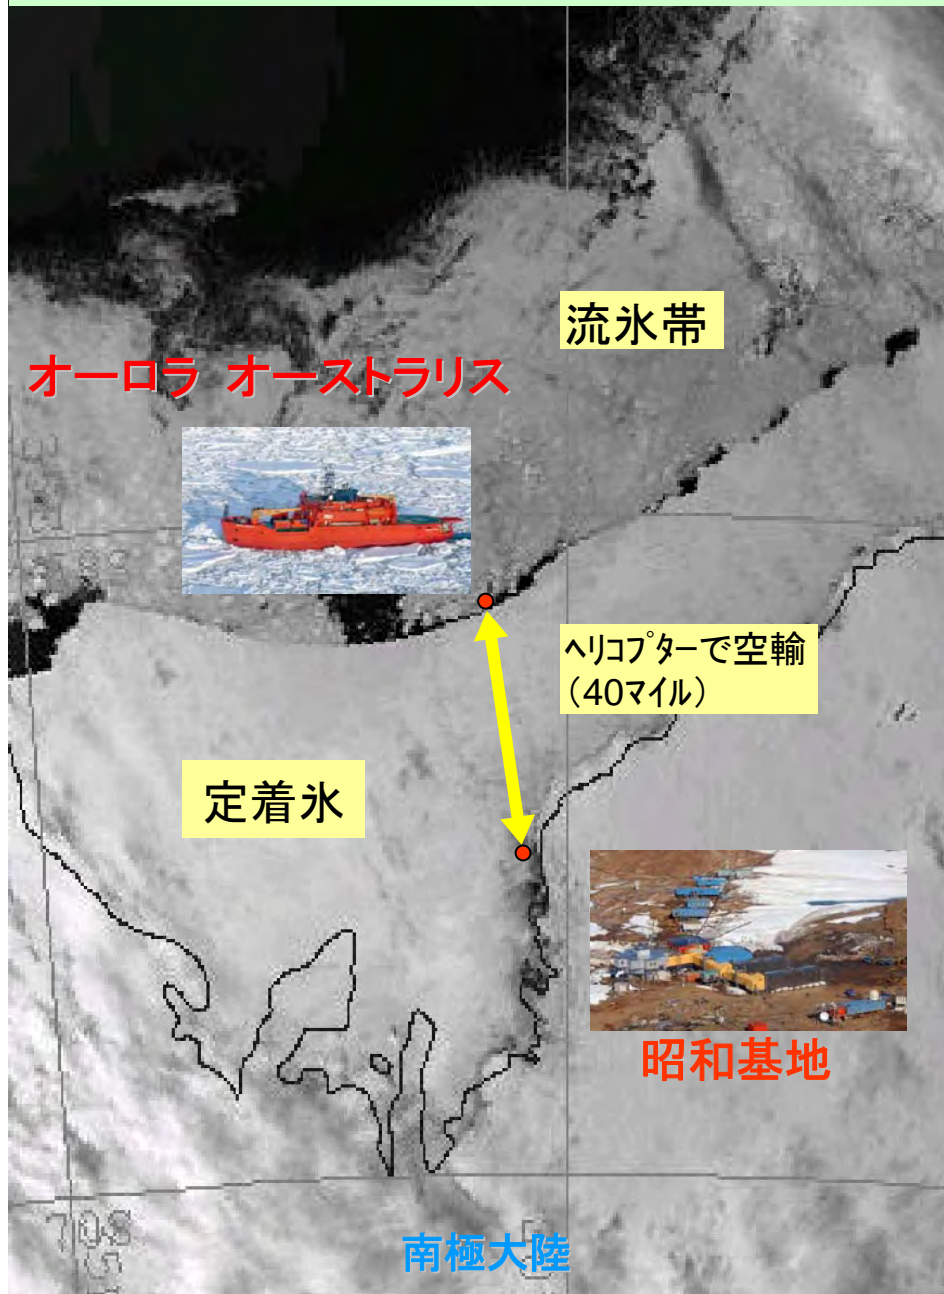 流氷帯
オーロラ オーストラリス
ヘリコプターで空輸
（40マイル）
定着氷
昭和基地
70S
南極大陸